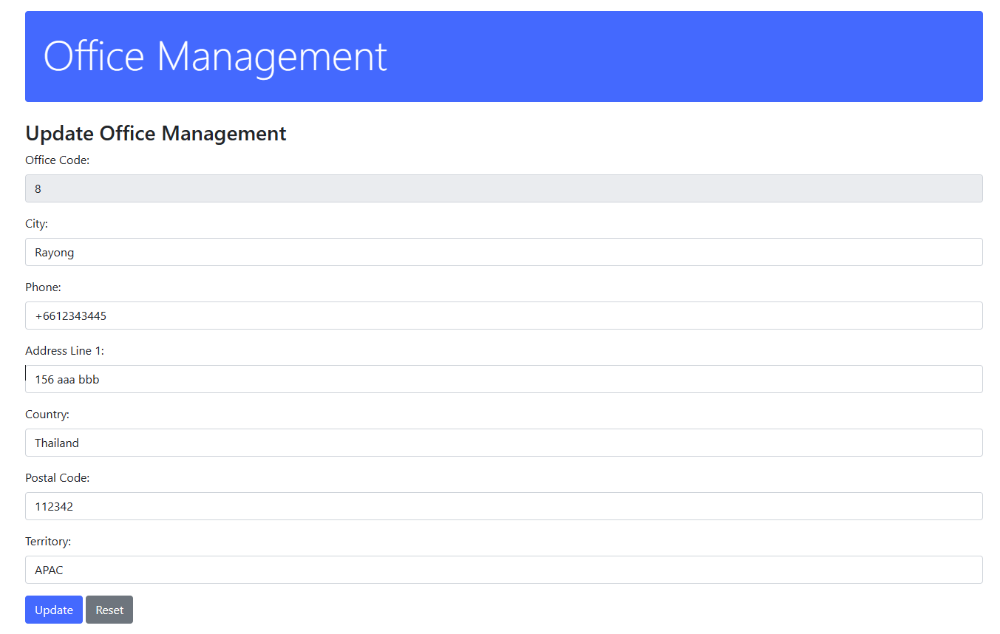 Office Management
Update Office Management
Office Code:
8
City:
Rayong
Phone:
+6612343445
Address Line 1:
156 aaa bbb
Country:
Thailand
Postal Code:
112342
Territory:
APAC
Update Reset